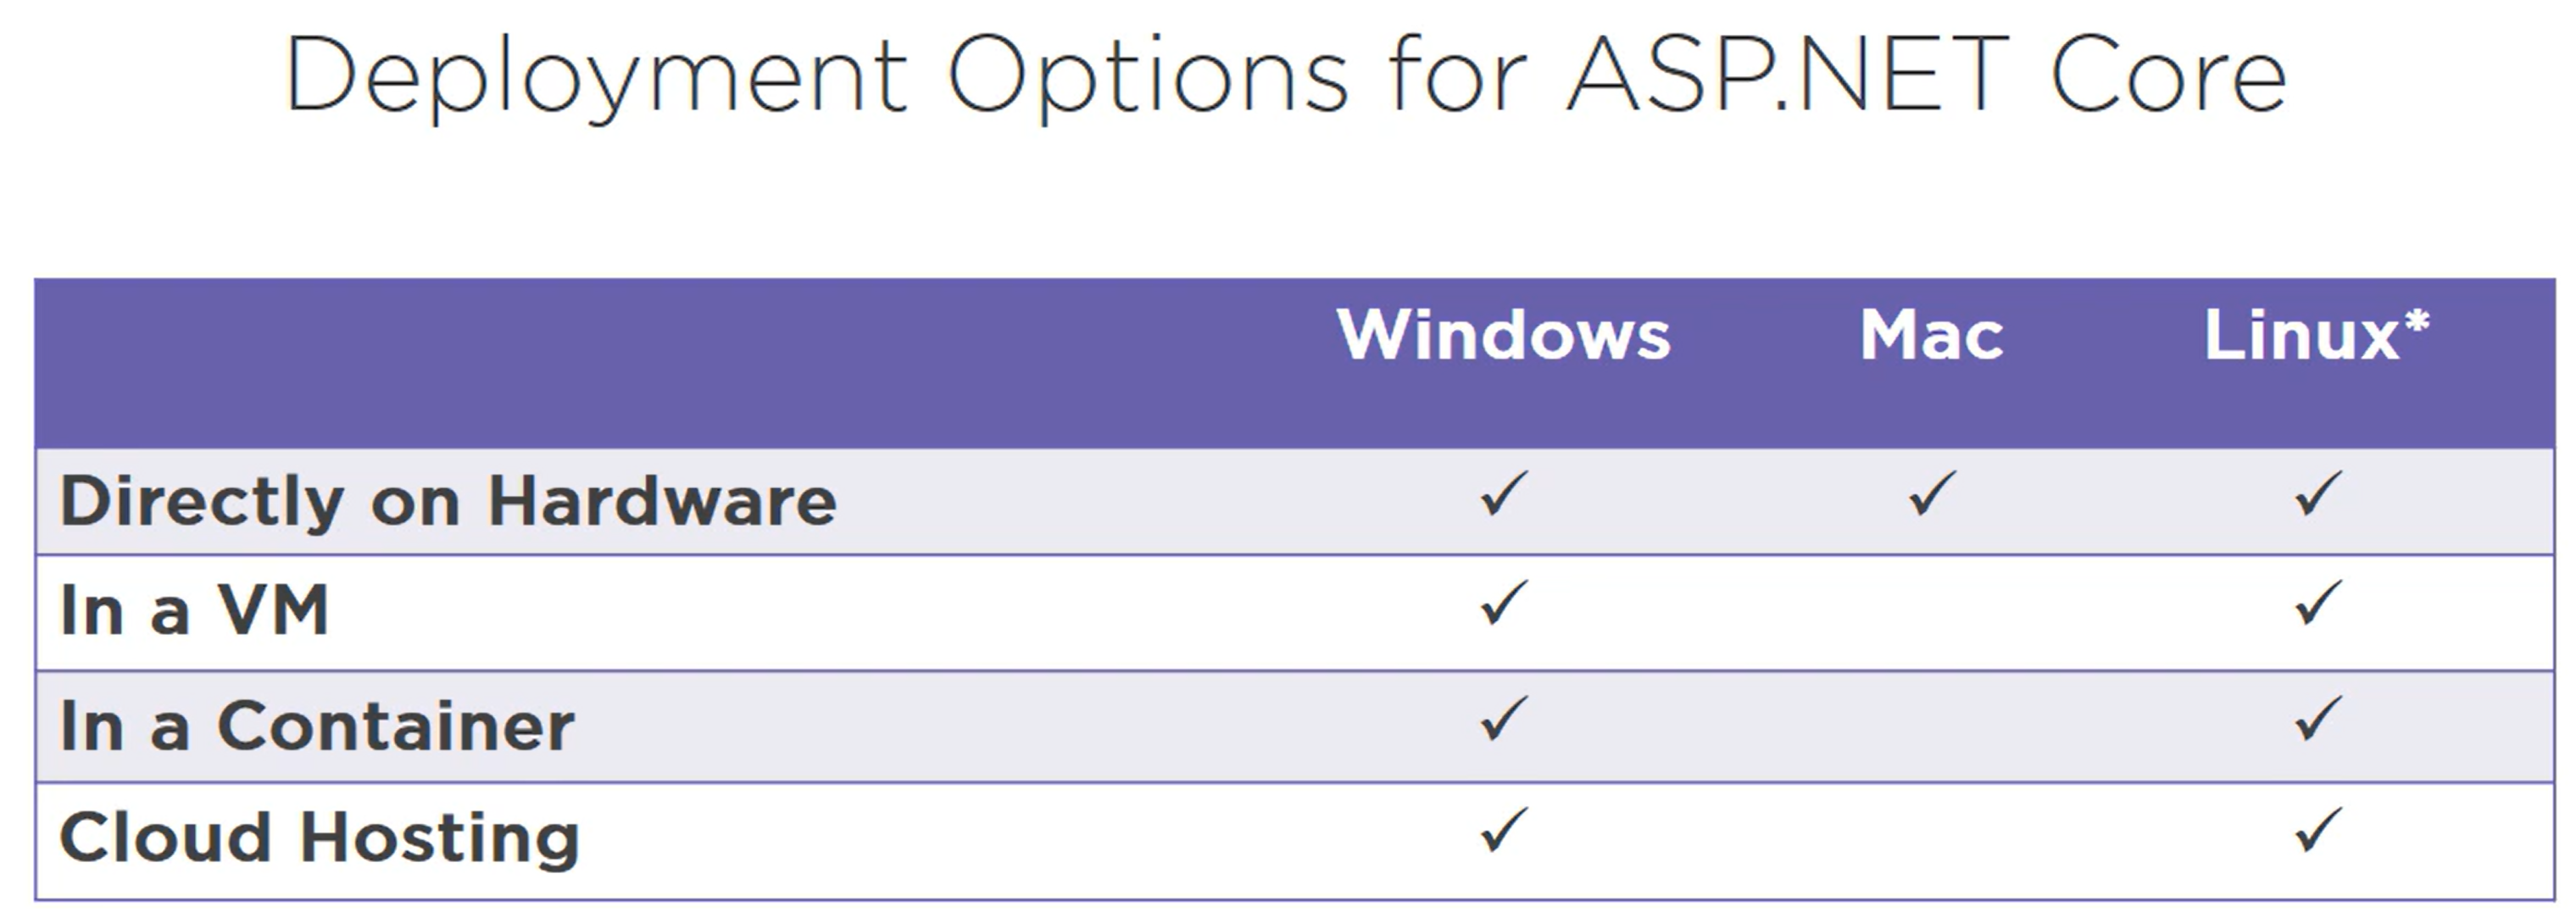 Deployment Options for ASP.NET Core
Windows Mac Linux*
Directly on Hardware ✓ ✓ ✓
In a VM ✓ ✓
In a Container ✓ ✓
Cloud Hosting ✓ ✓